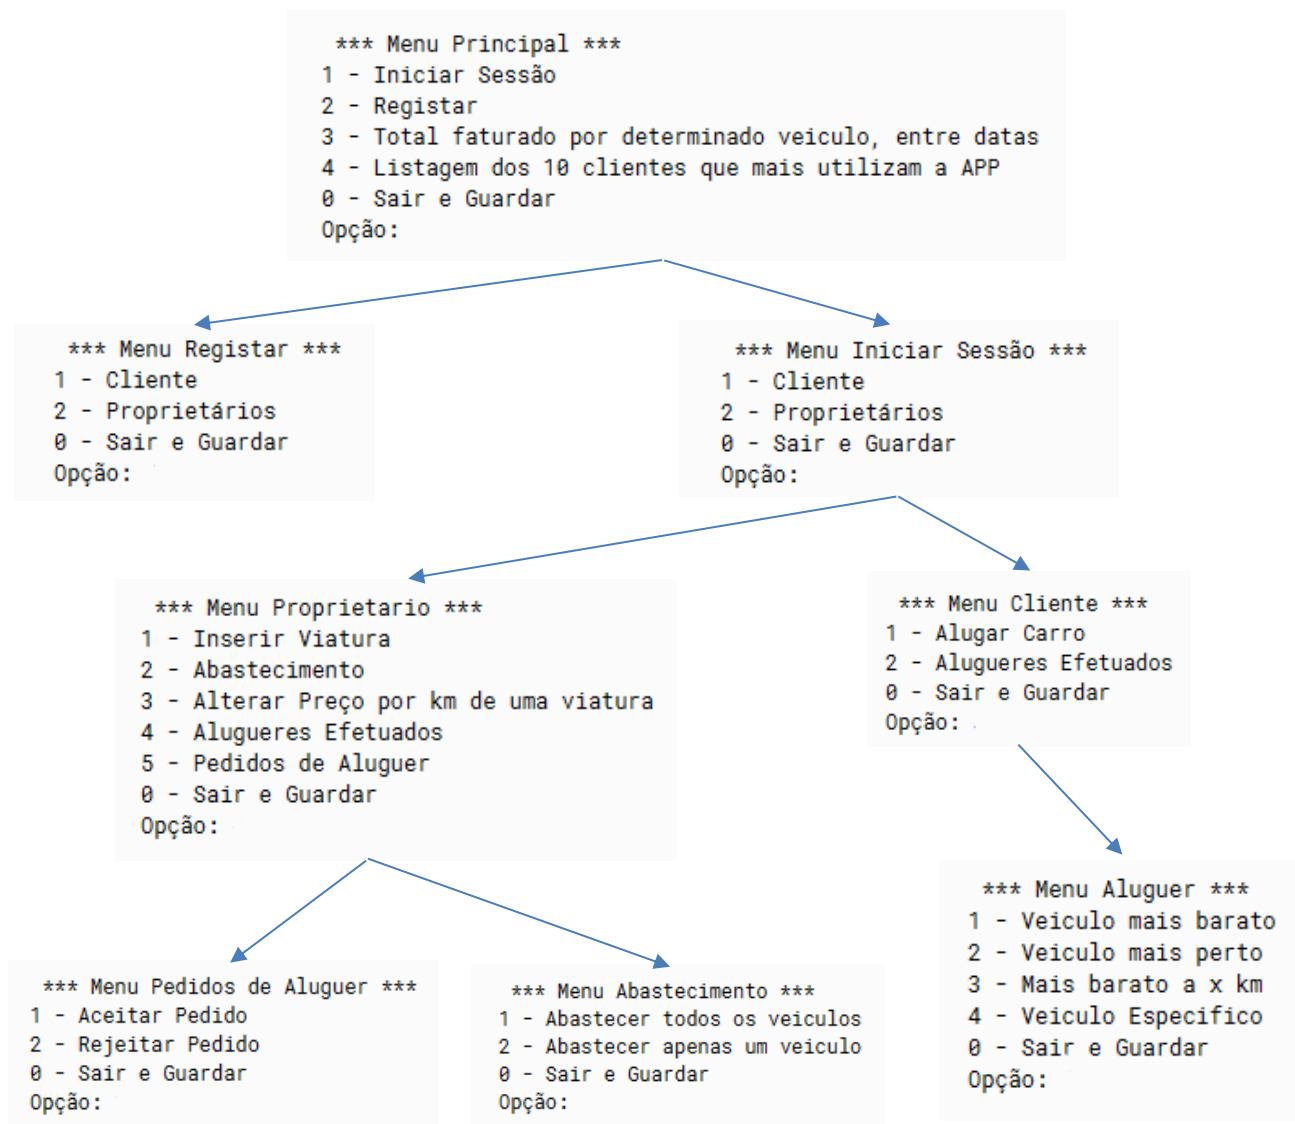 *** Menu Principal ***
1 - Iniciar Sessão
2 - Registar
3 - Total faturado por determinado veiculo, entre datas
4 - Listagem dos 10 clientes que mais utilizam a APP
0 - Sair e Guardar
Opção:
*** Menu Registar ***
1 - Cliente
2 - Proprietários
0 - Sair e Guardar
Opção:
*** Menu Iniciar Sessão ***
1 - Cliente
2 - Proprietários
0 - Sair e Guardar
Opção:
*** Menu Proprietario ***
1 - Inserir Viatura
2 - Abastecimento
3 - Alterar Preço por km de uma viatura
4 - Alugueres Efetuados
5 - Pedidos de Aluguer
0 - Sair e Guardar
Opção:
*** Menu Cliente ***
1 - Alugar Carro
2 - Alugueres Efetuados
0 - Sair e Guardar
Opção:
*** Menu Pedidos de Aluguer ***
1 - Aceitar Pedido
2 - Rejeitar Pedido
0 - Sair e Guardar
Opção:
*** Menu Abastecimento ***
1 - Abastecer todos os veiculos
2 - Abastecer apenas um veiculo
0 - Sair e Guardar
Opção:
*** Menu Aluguer ***
1 - Veiculo mais barato
2 - Veiculo mais perto
3 - Mais barato a x km
4 - Veiculo Especifico
0 - Sair e Guardar
Opção: